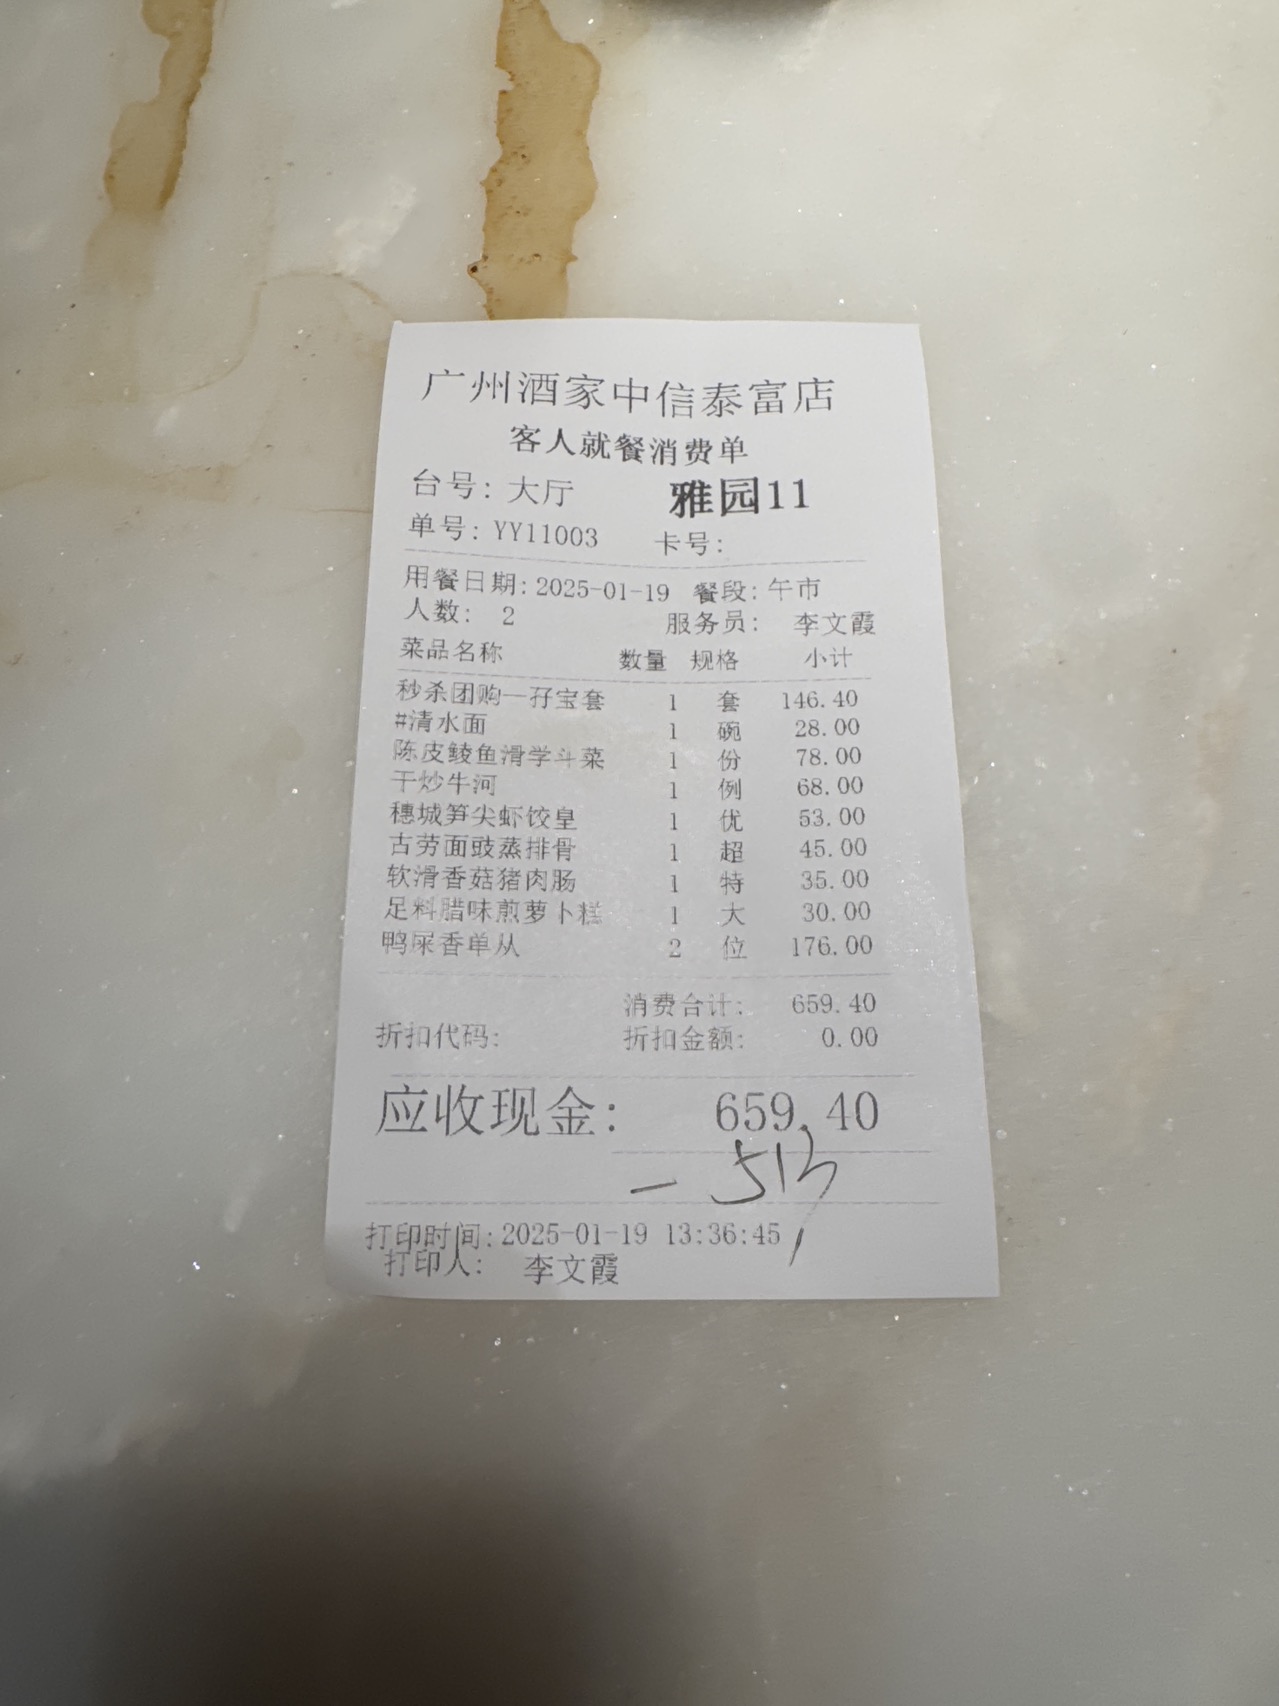 广州酒家中信泰富店
客人就餐消费单
台号: 大厅 雅园11
单号: YY11003 卡号:
用餐日期: 2025-01-19 餐段: 午市
人数: 2 服务员: 李文霞
菜品名称 数量 规格 小计
秒杀团购—孖宝套 1 套 146.40
#清水面 1 碗 28.00
陈皮鲮鱼滑学斗菜 1 份 78.00
干炒牛河 1 例 68.00
穗城笋尖虾饺皇 1 优 53.00
古劳面豉蒸排骨 1 超 45.00
软滑香菇猪肉肠 1 特 35.00
足料腊味煎萝卜糕 1 大 30.00
鸭屎香单从 2 位 176.00
消费合计: 659.40
折扣代码: 折扣金额: 0.00
应收现金: 659.40
— 513
打印时间: 2025-01-19 13:36:45
打印人: 李文霞